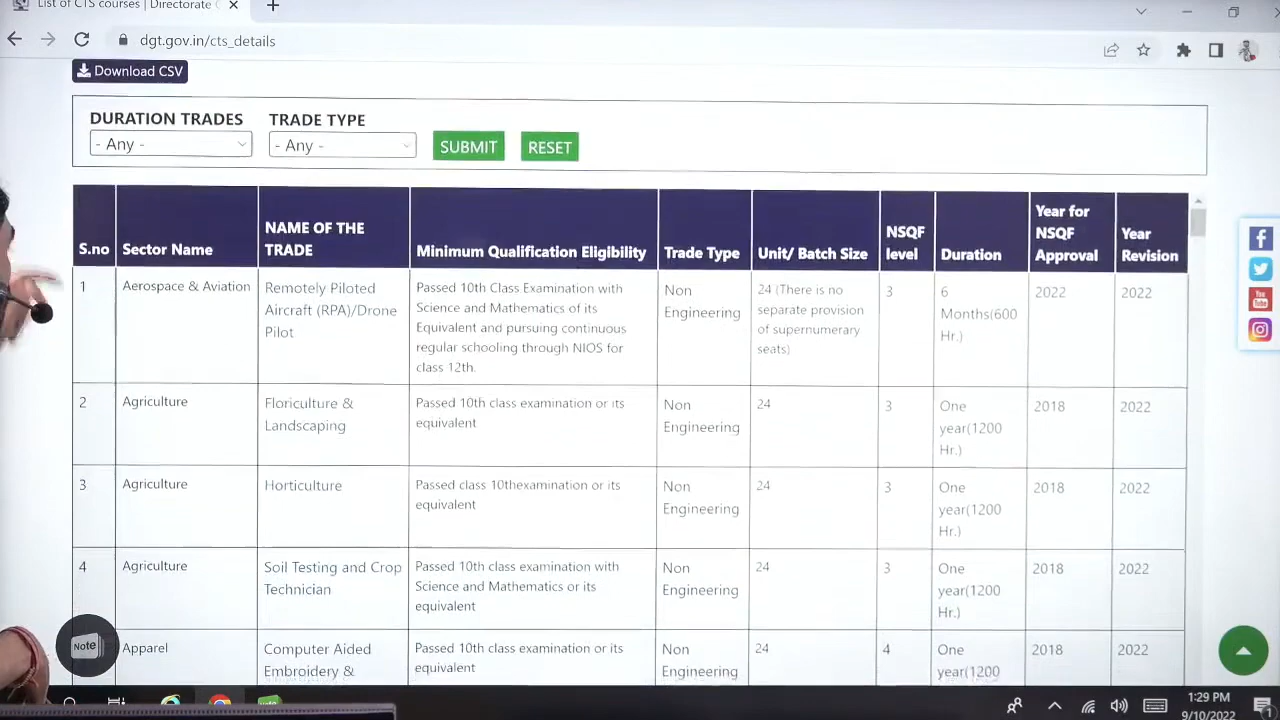 List of CTS courses | Directorate
dgt.gov.in/cts_details
Download CSV
DURATION TRADES
TRADE TYPE
- Any -
- Any -
SUBMIT
RESET
S.no
Sector Name
NAME OF THE
TRADE
Minimum Qualification Eligibility
Trade Type
Unit/ Batch Size
NSQF
level
Duration
Year for
NSQF
Approval
Year
Revision
1
Aerospace & Aviation
Remotely Piloted
Aircraft (RPA)/Drone
Pilot
Passed 10th Class Examination with
Science and Mathematics of its
Equivalent and pursuing continuous
regular schooling through NIOS for
class 12th.
Non
Engineering
24 (There is no
separate provision
of supernumerary
seats)
3
6
Months(600
Hr.)
2022
2022
2
Agriculture
Floriculture &
Landscaping
Passed 10th class examination or its
equivalent
Non
Engineering
24
3
One
year(1200
Hr.)
2018
2022
3
Agriculture
Horticulture
Passed class 10thexamination or its
equivalent
Non
Engineering
24
3
One
year(1200
Hr.)
2018
2022
4
Agriculture
Soil Testing and Crop
Technician
Passed 10th class examination with
Science and Mathematics or its
equivalent
Non
Engineering
24
3
One
year(1200
Hr.)
2018
2022
Apparel
Computer Aided
Embroidery &
Passed 10th class examination or its
equivalent
Non
Engineering
24
4
One
year(1200
2018
2022
Note
You
Tube
1:29 PM
9/10/2022